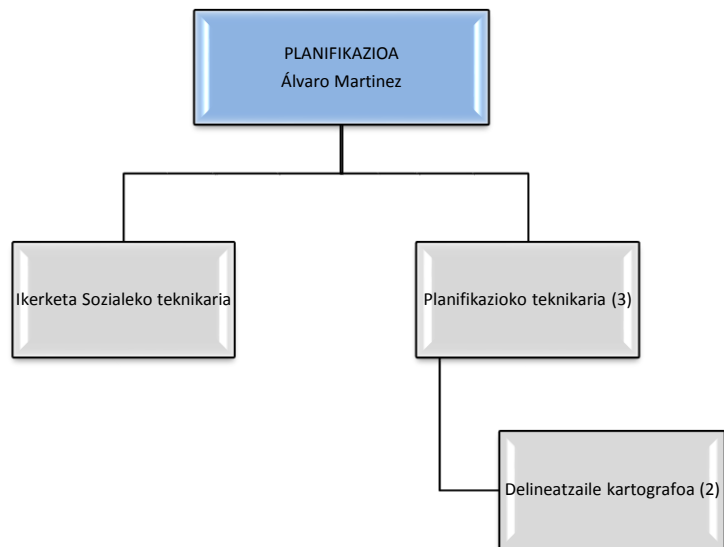 PLANIFIKAZIOA
Álvaro Martinez
Ikerketa Sozialeko teknikaria
Planifikazioko teknikaria (3)
Delineatzaile kartografoa (2)